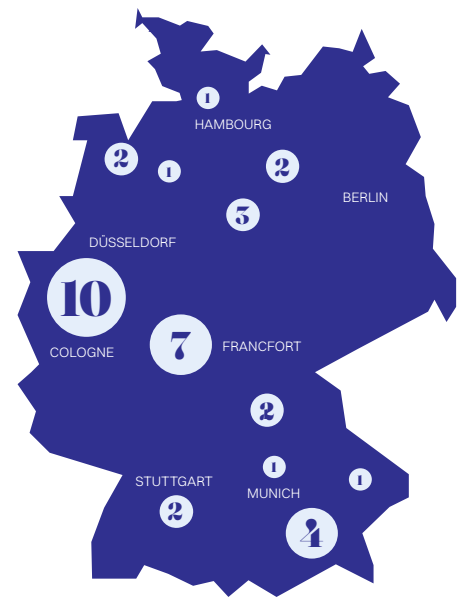 1
HAMBOURG
2
1
2
BERLIN
3
DÜSSELDORF
10
7
FRANCFORT
COLOGNE
2
1
STUTTGART
1
MUNICH
2
4